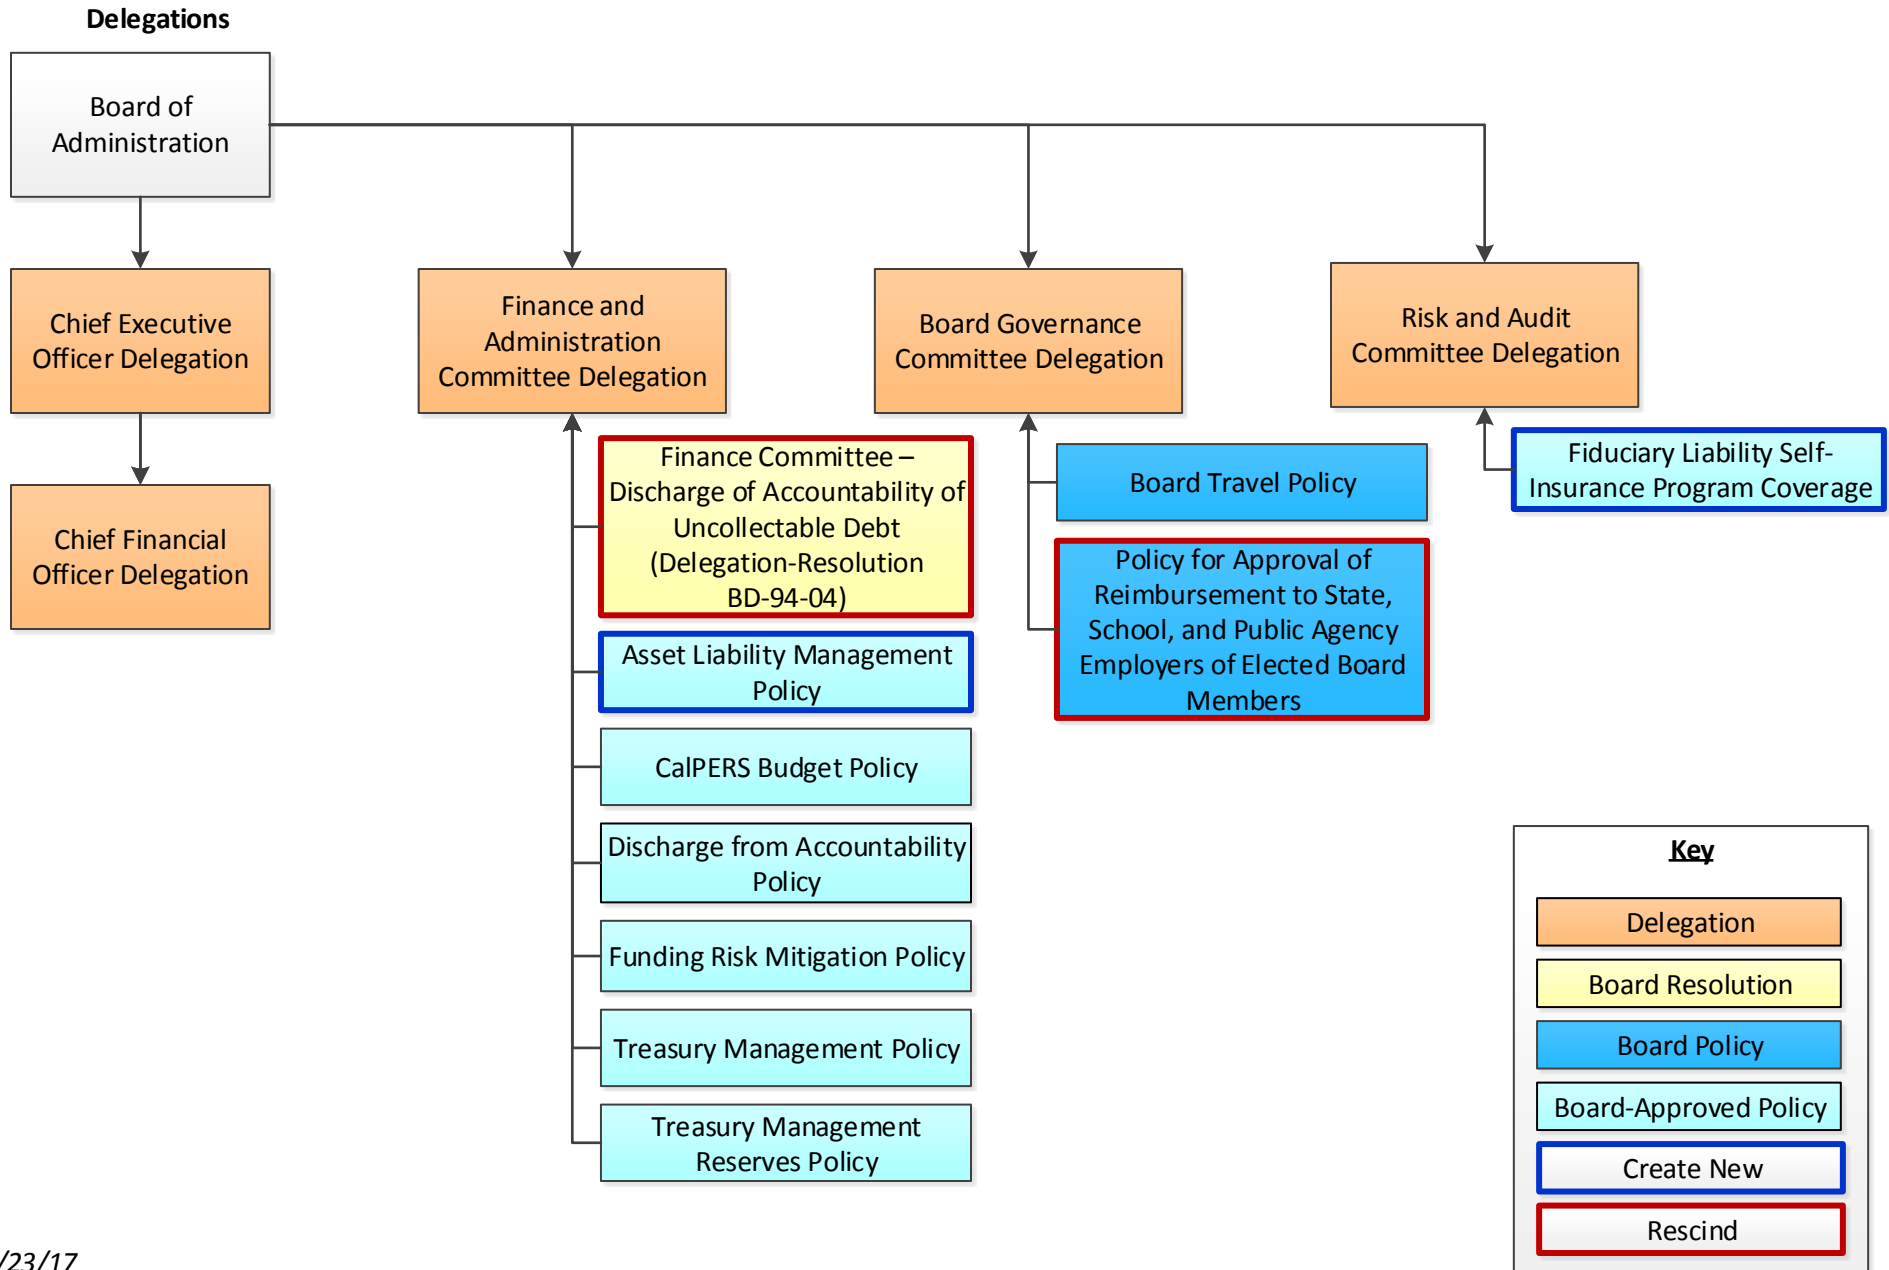 Delegations
Board of
Administration
Chief Executive
Officer Delegation
Chief Financial
Officer Delegation
Finance and
Administration
Committee Delegation
Finance Committee –
Discharge of Accountability of
Uncollectable Debt
(Delegation-Resolution
BD-94-04)
Asset Liability Management
Policy
CalPERS Budget Policy
Discharge from Accountability
Policy
Funding Risk Mitigation Policy
Treasury Management Policy
Treasury Management
Reserves Policy
Board Governance
Committee Delegation
Board Travel Policy
Policy for Approval of
Reimbursement to State,
School, and Public Agency
Employers of Elected Board
Members
Risk and Audit
Committee Delegation
Fiduciary Liability Self-
Insurance Program Coverage
Key
Delegation
Board Resolution
Board Policy
Board-Approved Policy
Create New
Rescind
/23/17